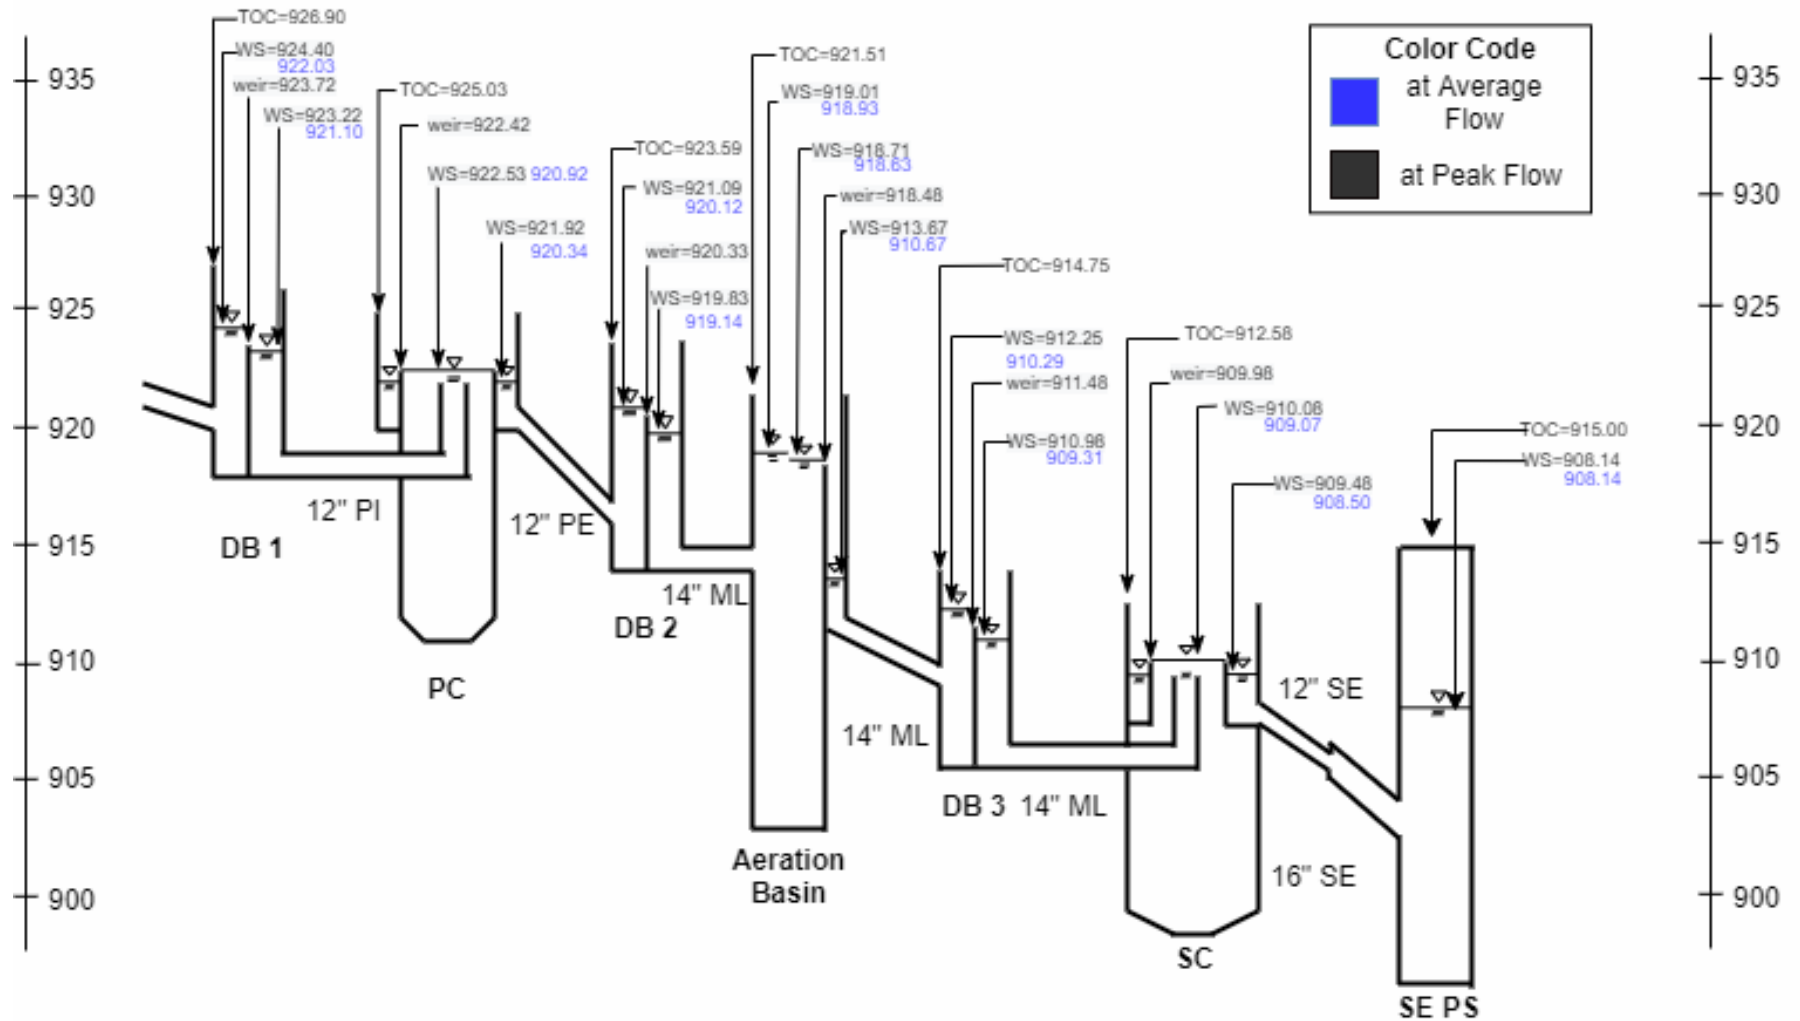 TOC=926.90
WS=924.40
922.03
weir=923.72
WS=923.22
921.10
TOC=925.03
weir=922.42
WS=922.53 920.92
WS=921.92
920.34
TOC=923.59
WS=921.09
920.12
weir=920.33
WS=919.83
919.14
TOC=921.51
WS=919.01
918.93
WS=918.71
918.63
weir=918.48
WS=913.67
910.67
TOC=914.75
WS=912.25
910.29
weir=911.48
WS=910.98
909.31
TOC=912.58
weir=909.98
WS=910.08
909.07
WS=909.48
908.50
TOC=915.00
WS=908.14
908.14
Color Code
at Average
Flow
at Peak Flow
935
930
925
920
915
910
905
900
935
930
925
920
915
910
905
900
12" PI
DB 1
PC
12" PE
14" ML
DB 2
Aeration
Basin
14" ML
DB 3 14" ML
12" SE
16" SE
SC
SE PS